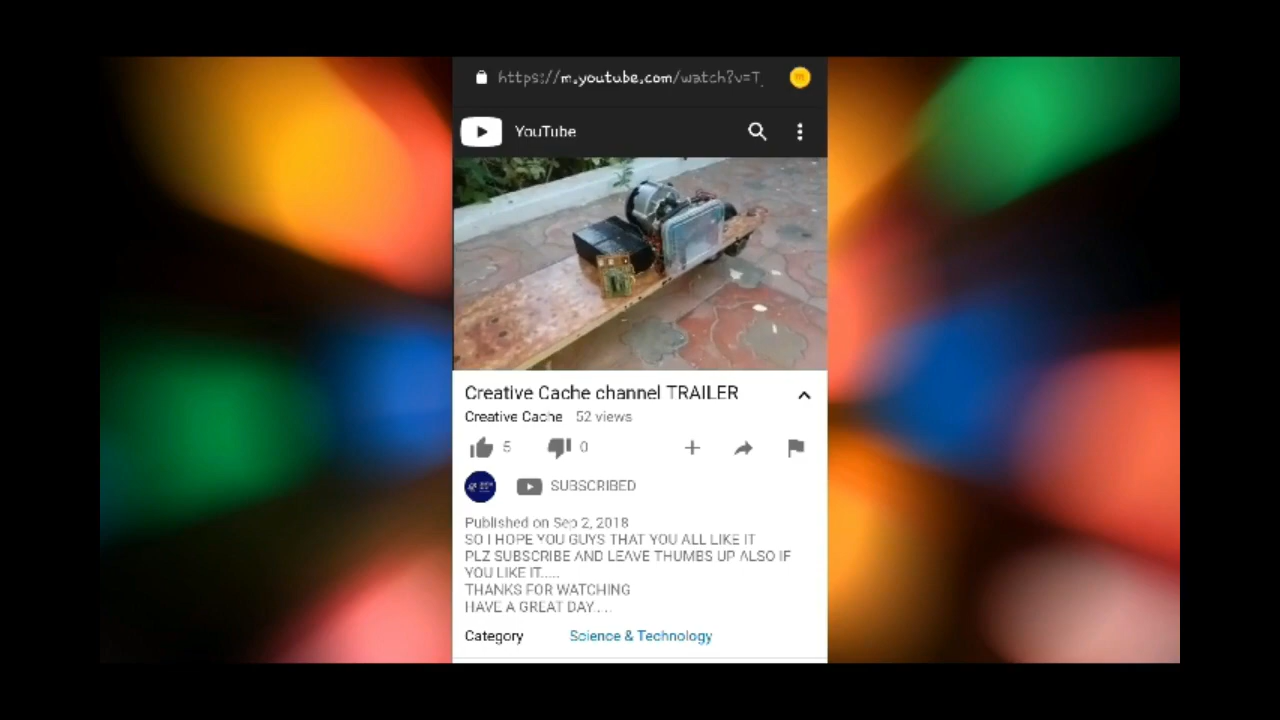 https://m.youtube.com/watch?v=T
YouTube
Creative Cache channel TRAILER
Creative Cache 52 views
5 0
SUBSCRIBED
Published on Sep 2, 2018
SO I HOPE YOU GUYS THAT YOU ALL LIKE IT
PLZ SUBSCRIBE AND LEAVE THUMBS UP ALSO IF
YOU LIKE IT.....
THANKS FOR WATCHING
HAVE A GREAT DAY....
Category Science & Technology